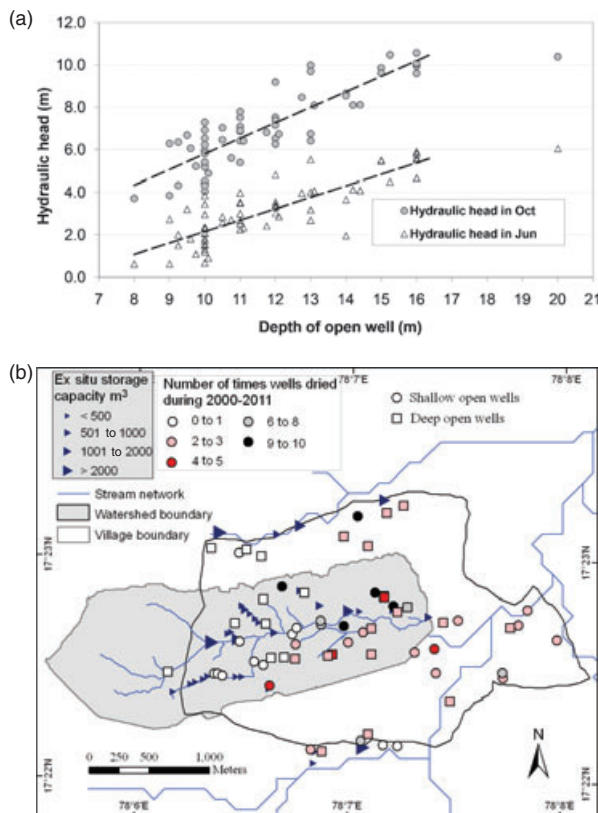 (a)
12.0
10.0
8.0
6.0
4.0
2.0
0.0
Hydraulic head (m)
Hydraulic head in Oct
Hydraulic head in Jun
7 8 9 10 11 12 13 14 15 16 17 18 19 20 21
Depth of open well (m)
(b)
78°7'E 78°8'E
Ex situ storage
capacity m³
< 500
501 to 1000
1001 to 2000
> 2000
Number of times wells dried
during 2000-2011
0 to 1
2 to 3
4 to 5
6 to 8
9 to 10
Shallow open wells
Deep open wells
Stream network
Watershed boundary
Village boundary
17°23'N
17°23'N
17°22'N
17°22'N
N
0 250 500 1,000
Meters
78°6'E 78°7'E 78°8'E